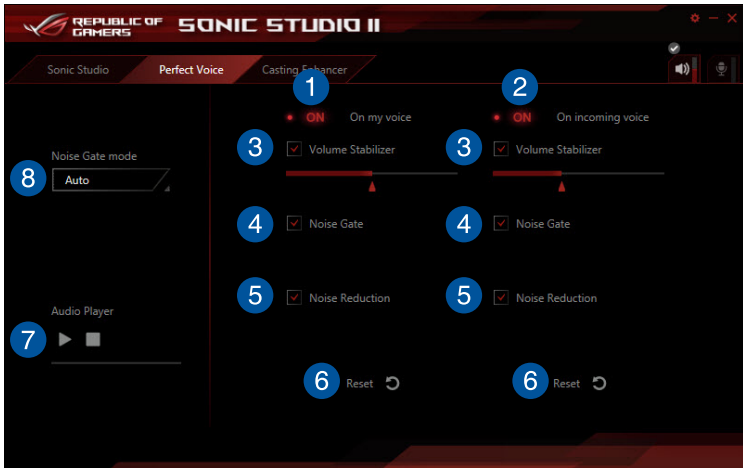 REPUBLIC OF
GAMERS
SONIC STUDIO II
Sonic Studio
Perfect Voice
Casting Enhancer
1
2
ON
On my voice
ON
On incoming voice
3
Volume Stabilizer
3
Volume Stabilizer
Noise Gate mode
8
Auto
4
Noise Gate
4
Noise Gate
5
Noise Reduction
5
Noise Reduction
Audio Player
7
6
Reset
6
Reset